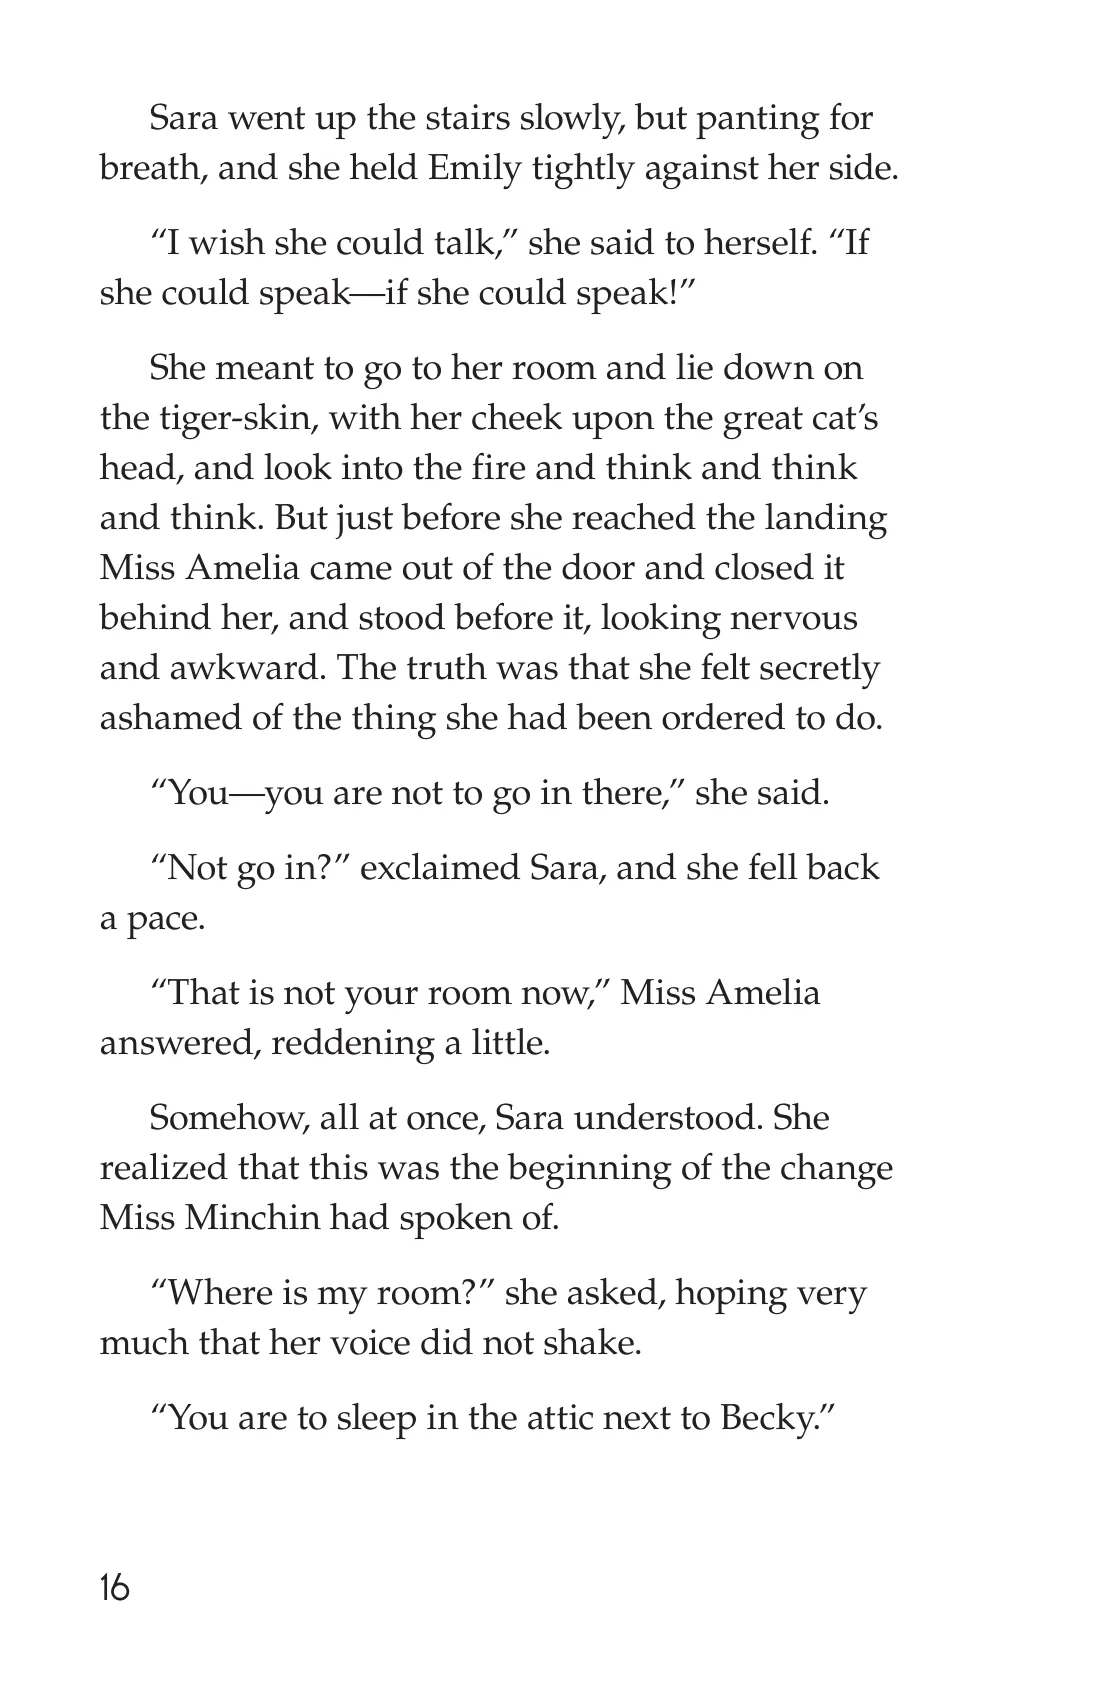 Sara went up the stairs slowly, but panting for
breath, and she held Emily tightly against her side.
“I wish she could talk,” she said to herself. “If
she could speak—if she could speak!”
She meant to go to her room and lie down on
the tiger-skin, with her cheek upon the great cat’s
head, and look into the fire and think and think
and think. But just before she reached the landing
Miss Amelia came out of the door and closed it
behind her, and stood before it, looking nervous
and awkward. The truth was that she felt secretly
ashamed of the thing she had been ordered to do.
“You—you are not to go in there,” she said.
“Not go in?” exclaimed Sara, and she fell back
a pace.
“That is not your room now,” Miss Amelia
answered, reddening a little.
Somehow, all at once, Sara understood. She
realized that this was the beginning of the change
Miss Minchin had spoken of.
“Where is my room?” she asked, hoping very
much that her voice did not shake.
“You are to sleep in the attic next to Becky.”
16